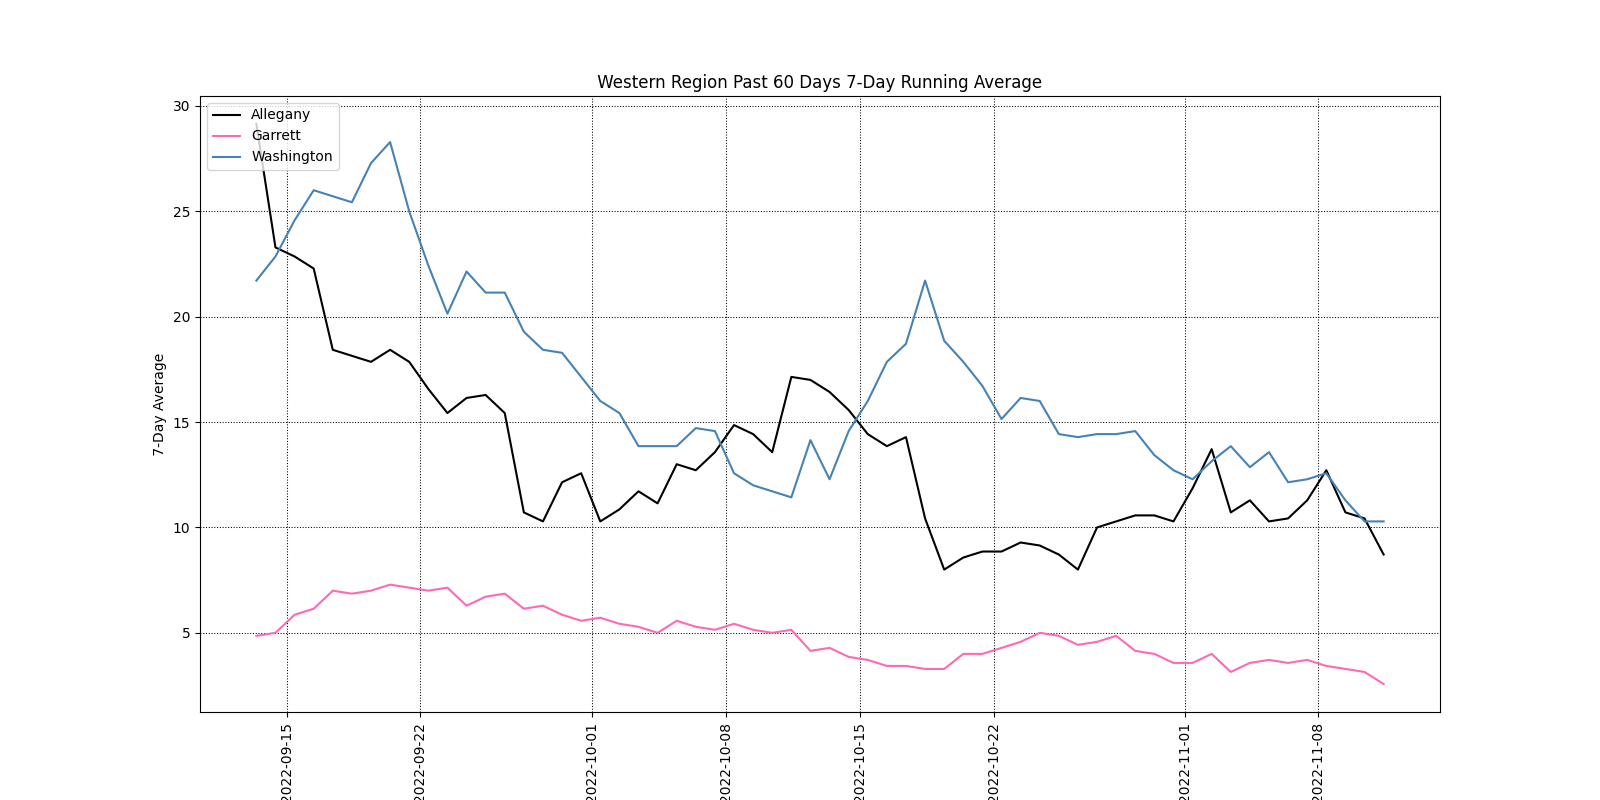 Western Region Past 60 Days 7-Day Running Average
Allegany
Garrett
Washington
7-Day Average
30
25
20
15
10
5
2022-09-15
2022-09-22
2022-10-01
2022-10-08
2022-10-15
2022-10-22
2022-11-01
2022-11-08